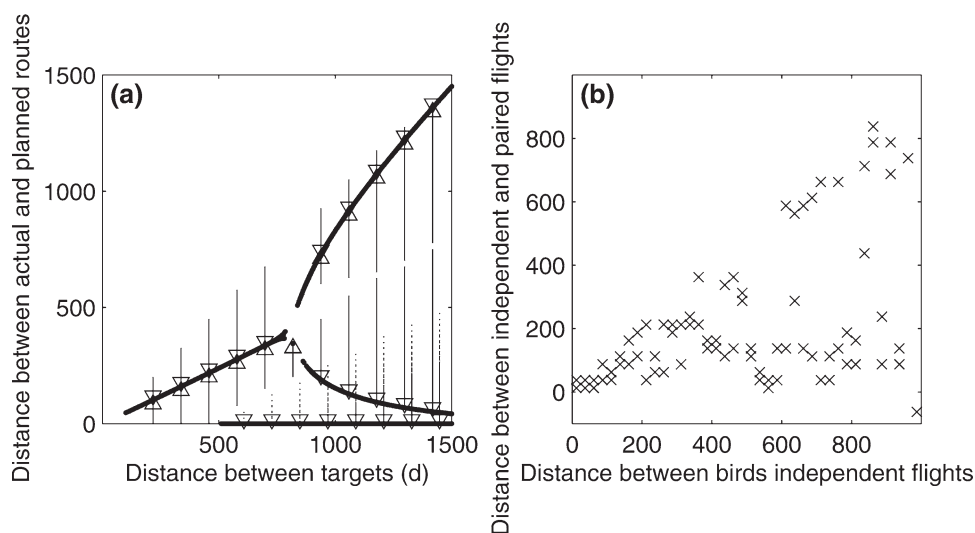 Distance between actual and planned routes
(a)
1500
1000
500
0
500
1000
1500
Distance between targets (d)
Distance between independent and paired flights
(b)
800
600
400
200
0
0
200
400
600
800
Distance between birds independent flights